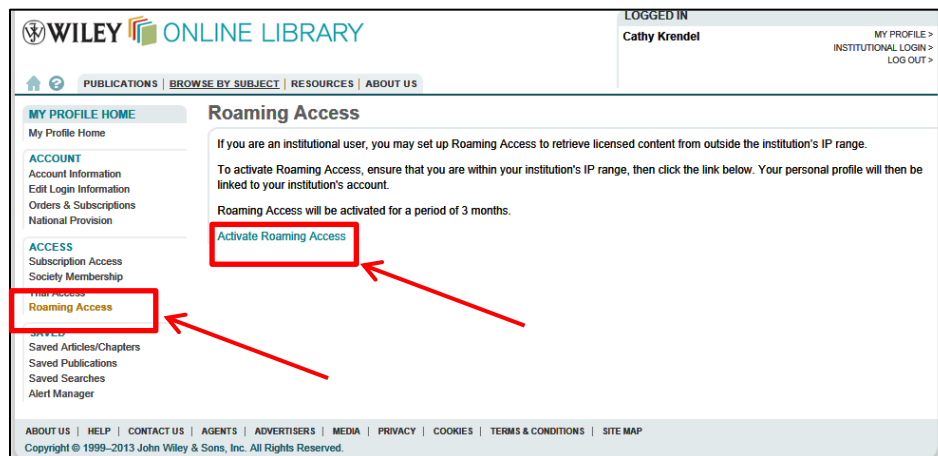 WILEY ONLINE LIBRARY
LOGGED IN
Cathy Krendel
MY PROFILE >
INSTITUTIONAL LOGIN >
LOG OUT >
PUBLICATIONS | BROWSE BY SUBJECT | RESOURCES | ABOUT US
MY PROFILE HOME
My Profile Home
ACCOUNT
Account Information
Edit Login Information
Orders & Subscriptions
National Provision
ACCESS
Subscription Access
Society Membership
Trial Access
Roaming Access
SAVED
Saved Articles/Chapters
Saved Publications
Saved Searches
Alert Manager
Roaming Access
If you are an institutional user, you may set up Roaming Access to retrieve licensed content from outside the institution's IP range.
To activate Roaming Access, ensure that you are within your institution's IP range, then click the link below. Your personal profile will then be
linked to your institution's account.
Roaming Access will be activated for a period of 3 months.
Activate Roaming Access
ABOUT US | HELP | CONTACT US | AGENTS | ADVERTISERS | MEDIA | PRIVACY | COOKIES | TERMS & CONDITIONS | SITE MAP
Copyright © 1999–2013 John Wiley & Sons, Inc. All Rights Reserved.